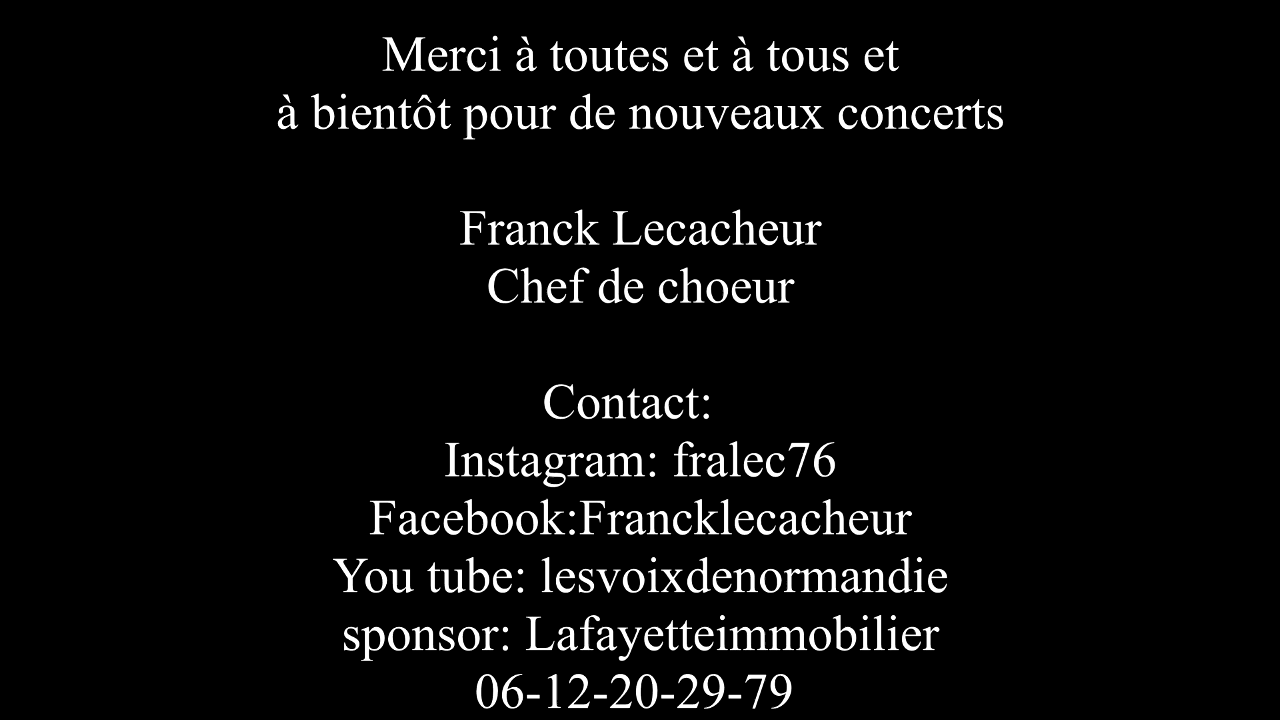 Merci à toutes et à tous et
à bientôt pour de nouveaux concerts
Franck Lecacheur
Chef de choeur
Contact:
Instagram: fralec76
Facebook:Francklecacheur
You tube: lesvoixdenormandie
sponsor: Lafayetteimmobilier
06-12-20-29-79